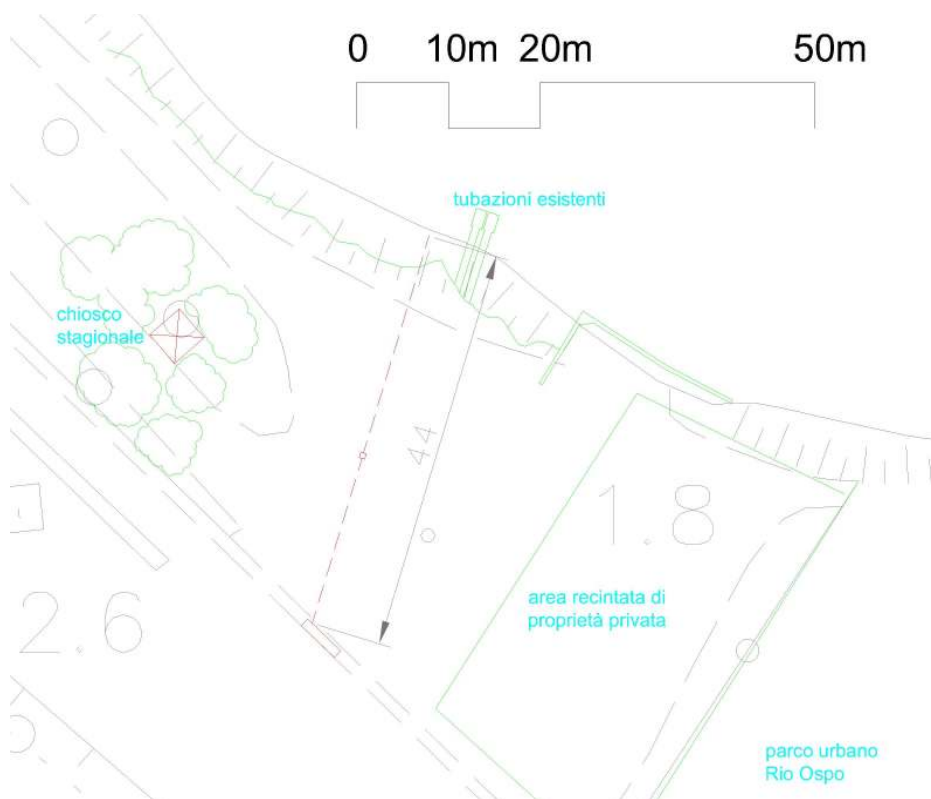 0 10m 20m 50m
tubazioni esistenti
chiosco
stagionale
44
1.8
area recintata di
proprietà privata
2.6
parco urbano
Rio Ospo